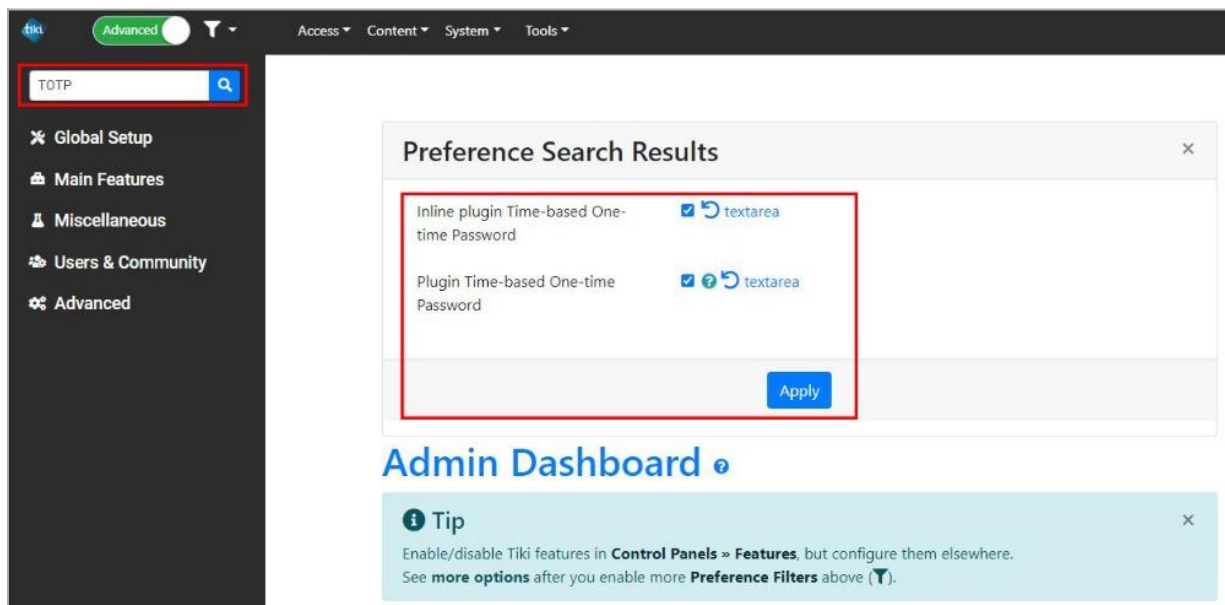 tiki
Advanced
Access Content System Tools
TOTP
Global Setup
Main Features
Miscellaneous
Users & Community
Advanced
Preference Search Results
×
Inline plugin Time-based One-
time Password
textarea
Plugin Time-based One-time
Password
? textarea
Apply
Admin Dashboard ?
Tip
×
Enable/disable Tiki features in Control Panels » Features, but configure them elsewhere.
See more options after you enable more Preference Filters above ( ).